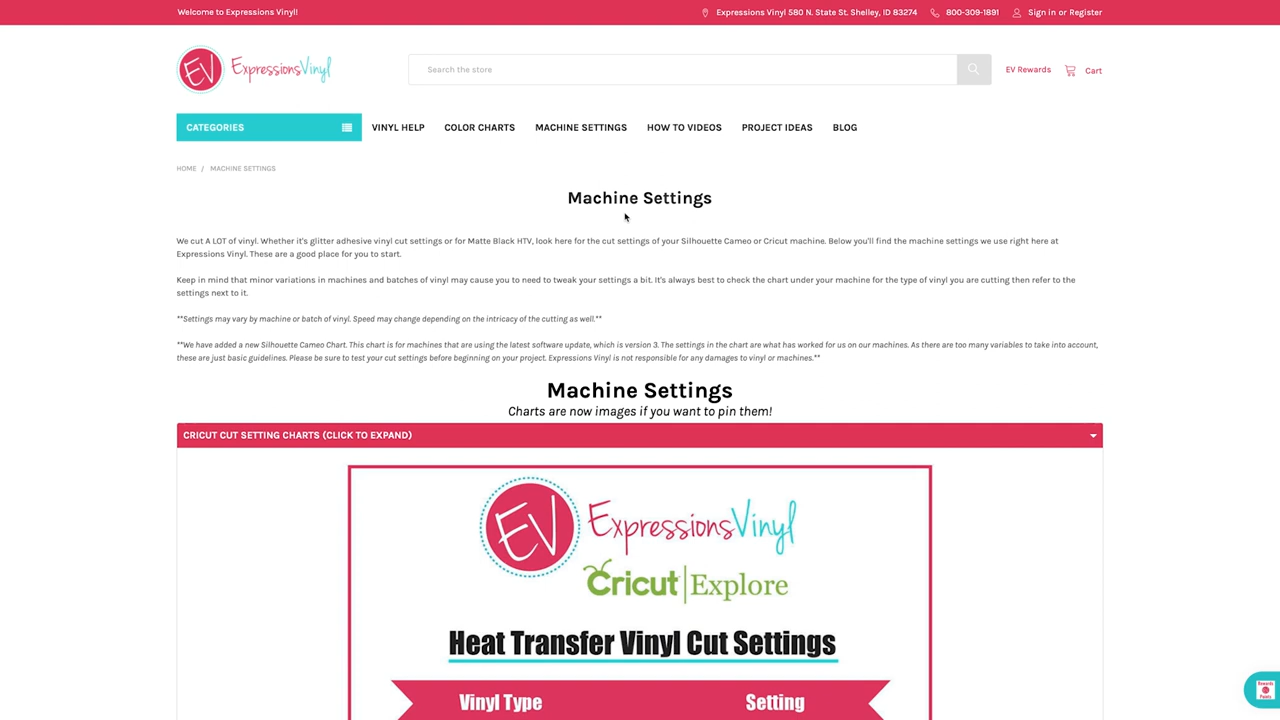 Welcome to Expressions Vinyl!
Expressions Vinyl 580 N. State St. Shelley, ID 83274
800-309-1891
Sign in or Register
EV ExpressionsVinyl
Search the store
EV Rewards
Cart
CATEGORIES
VINYL HELP
COLOR CHARTS
MACHINE SETTINGS
HOW TO VIDEOS
PROJECT IDEAS
BLOG
HOME / MACHINE SETTINGS
Machine Settings
We cut A LOT of vinyl. Whether it's glitter adhesive vinyl cut settings or for Matte Black HTV, look here for the cut settings of your Silhouette Cameo or Cricut machine. Below you'll find the machine settings we use right here at
Expressions Vinyl. These are a good place for you to start.
Keep in mind that minor variations in machines and batches of vinyl may cause you to need to tweak your settings a bit. It's always best to check the chart under your machine for the type of vinyl you are cutting then refer to the
settings next to it.
**Settings may vary by machine or batch of vinyl. Speed may change depending on the intricacy of the cutting as well.**
**We have added a new Silhouette Cameo Chart. This chart is for machines that are using the latest software update, which is version 3. The settings in the chart are what has worked for us on our machines. As there are too many variables to take into account,
these are just basic guidelines. Please be sure to test your cut settings before beginning on your project. Expressions Vinyl is not responsible for any damages to vinyl or machines.**
Machine Settings
Charts are now images if you want to pin them!
CRICUT CUT SETTING CHARTS (CLICK TO EXPAND)
EV ExpressionsVinyl
Cricut | Explore
Heat Transfer Vinyl Cut Settings
Vinyl Type
Setting
Rewards
EV
Points